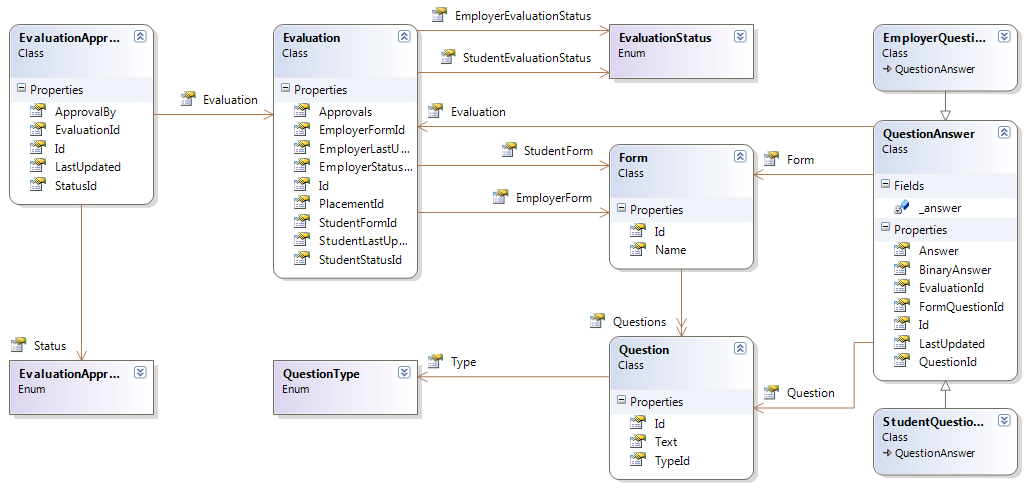 EvaluationAppr...
Class
Properties
ApprovalBy
EvaluationId
Id
LastUpdated
StatusId
Evaluation
Status
EvaluationAppr...
Enum
Evaluation
Class
Properties
Approvals
EmployerFormId
EmployerLastU...
EmployerStatus...
Id
PlacementId
StudentFormId
StudentLastUp...
StudentStatusId
EmployerEvaluationStatus
StudentEvaluationStatus
EvaluationStatus
Enum
Evaluation
StudentForm
EmployerForm
Form
Class
Properties
Id
Name
Form
Questions
Question
Class
Properties
Id
Text
TypeId
Type
QuestionType
Enum
Question
EmployerQuesti...
Class
QuestionAnswer
QuestionAnswer
Class
Fields
_answer
Properties
Answer
BinaryAnswer
EvaluationId
FormQuestionId
Id
LastUpdated
QuestionId
StudentQuestio...
Class
QuestionAnswer